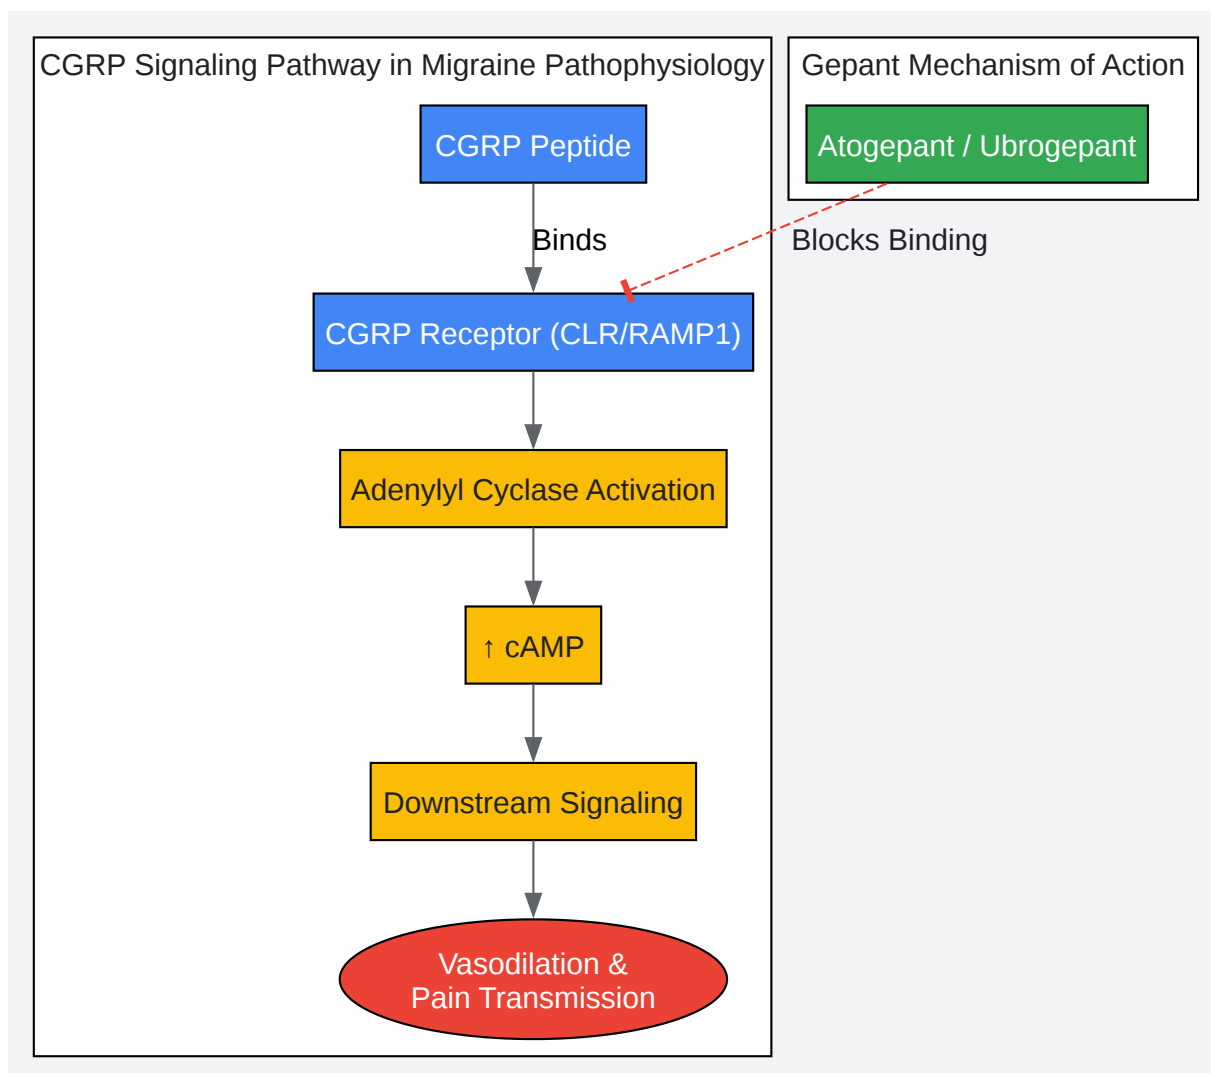 CGRP Signaling Pathway in Migraine Pathophysiology
Gepant Mechanism of Action
CGRP Peptide
Atogepant / Ubrogepant
Binds
Blocks Binding
CGRP Receptor (CLR/RAMP1)
Adenylyl Cyclase Activation
↑ cAMP
Downstream Signaling
Vasodilation &
Pain Transmission